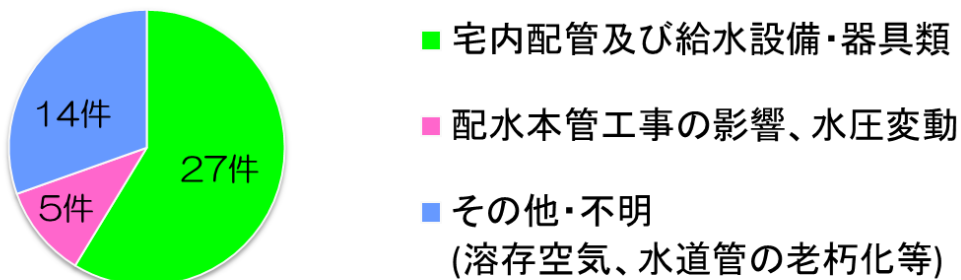 宅内配管及び給水設備・器具類
14件
配水本管工事の影響、水圧変動
27件
5件
その他・不明
(溶存空気、水道管の老朽化等)